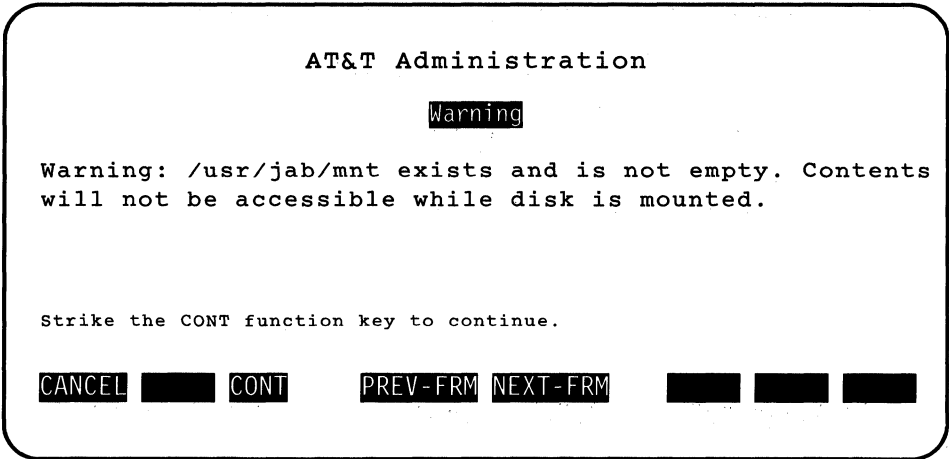 AT&T Administration
Warning
Warning: /usr/jab/mnt exists and is not empty. Contents
will not be accessible while disk is mounted.
Strike the CONT function key to continue.
CANCEL CONT PREV-FRM NEXT-FRM